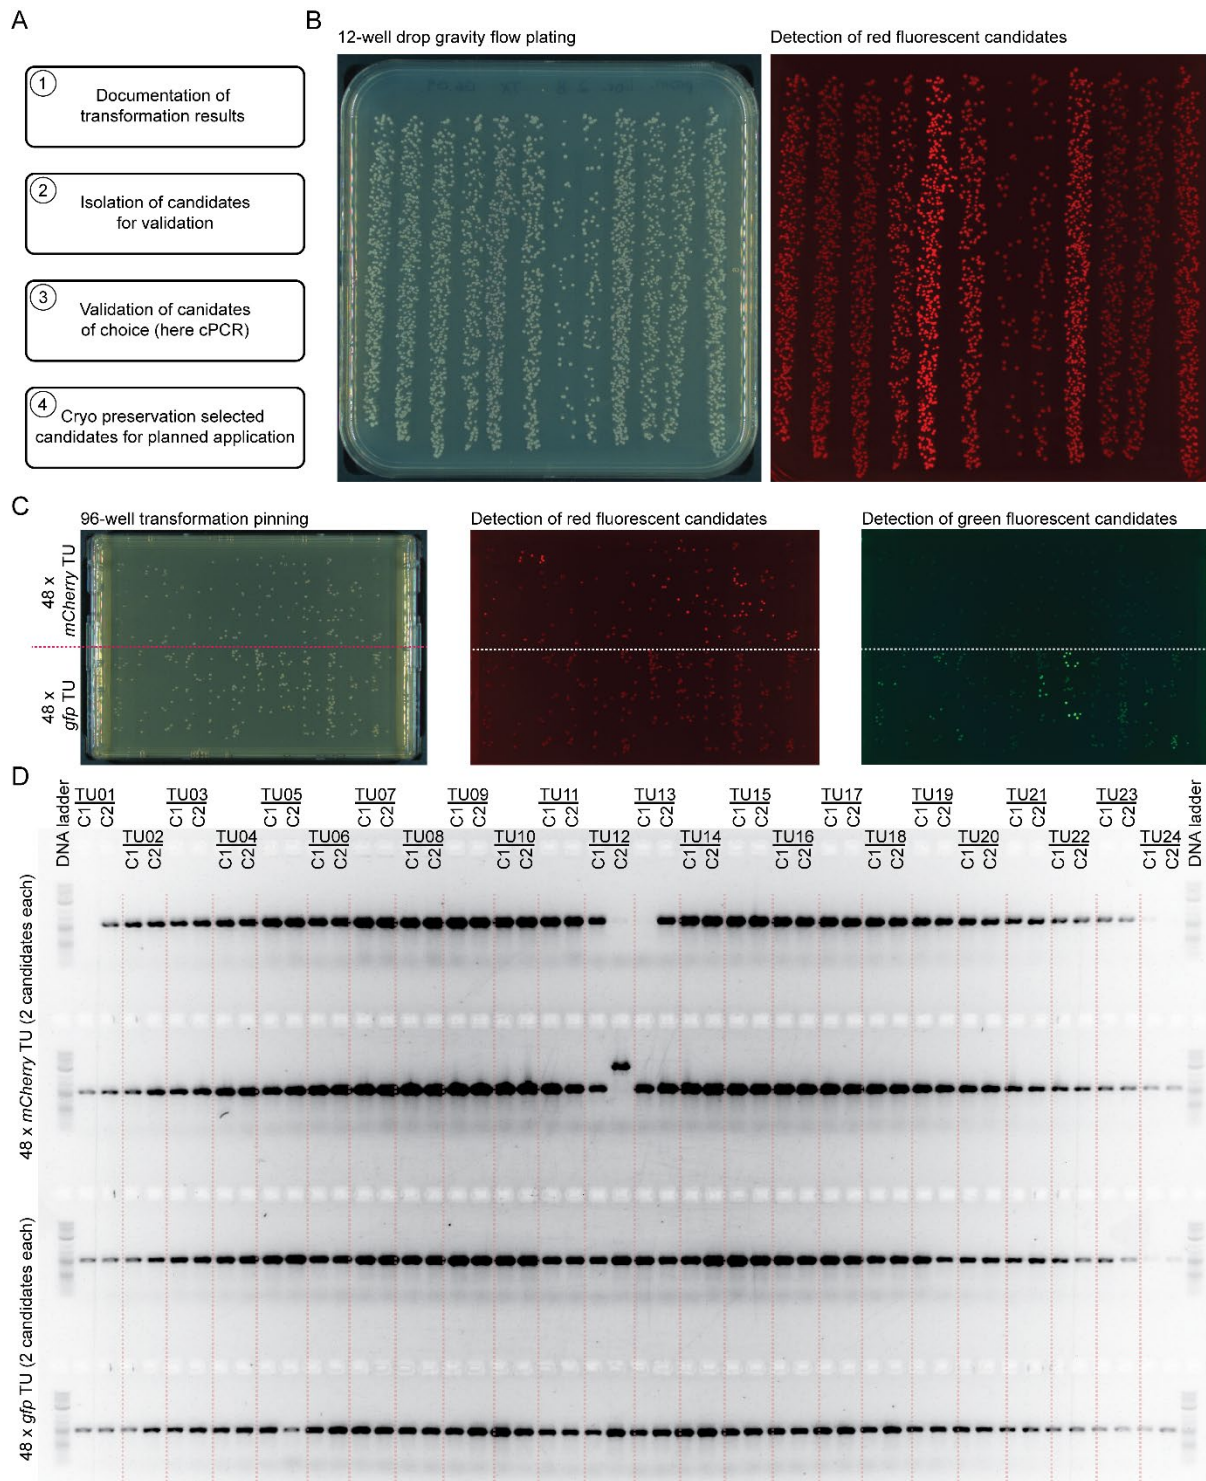 A
1
Documentation of
transformation results
2
Isolation of candidates
for validation
3
Validation of canidates
of choice (here cPCR)
4
Cryo preservation selected
candidates for planned application
B
12-well drop gravity flow plating
Detection of red fluorescent candidates
C
96-well transformation pinning
Detection of red fluorescent candidates
Detection of green fluorescent candidates
48 x
mCherry TU
48 x
gfp TU
D
DNA ladder
TU01 TU03 TU05 TU07 TU09 TU11 TU13 TU15 TU17 TU19 TU21 TU23
C1 C2 C1 C2 C1 C2 C1 C2 C1 C2 C1 C2 C1 C2 C1 C2 C1 C2 C1 C2 C1 C2 C1 C2
DNA ladder
TU02 TU04 TU06 TU08 TU10 TU12 TU14 TU16 TU18 TU20 TU22 TU24
C1 C2 C1 C2 C1 C2 C1 C2 C1 C2 C1 C2 C1 C2 C1 C2 C1 C2 C1 C2 C1 C2 C1 C2
48 x mCherry TU (2 candidates each)
48 x gfp TU (2 candidates each)